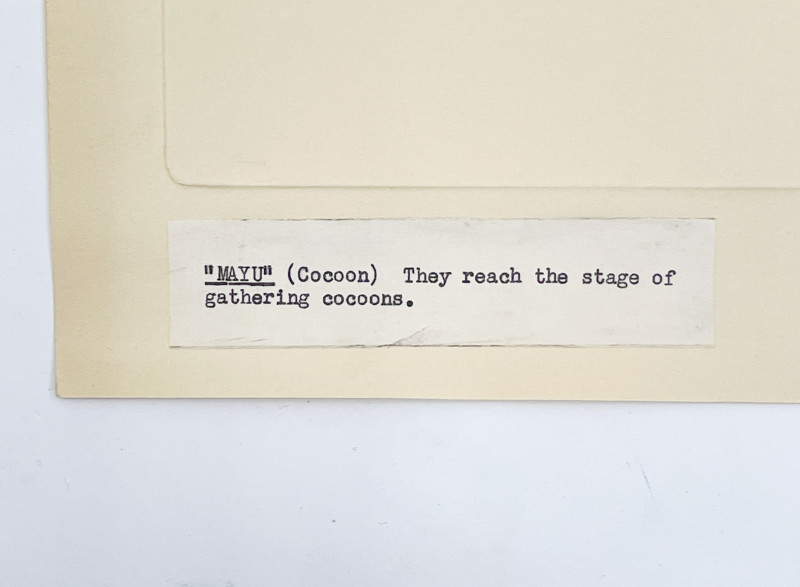 "MAYU" (Cocoon)  They reach the stage of
gathering cocoons.